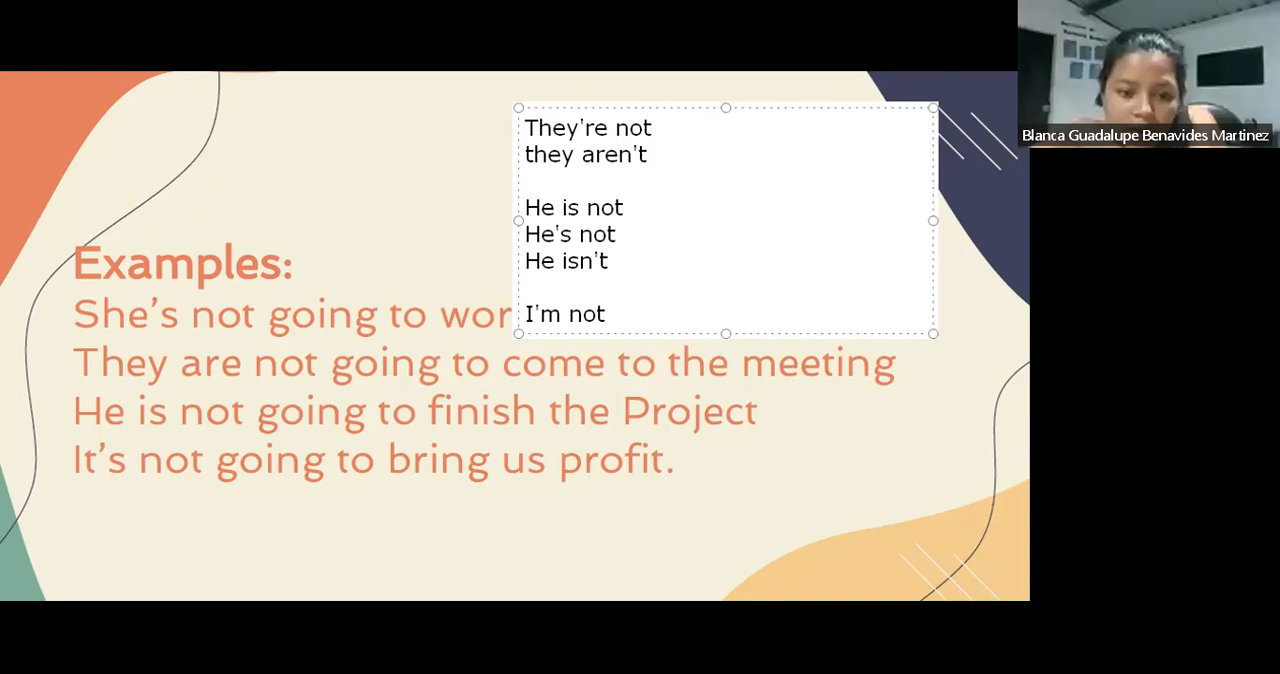 They're not
they aren't
He is not
He's not
He isn't
I'm not
Examples:
She's not going to wor
They are not going to come to the meeting
He is not going to finish the Project
It's not going to bring us profit.
Blanca Guadalupe Benavides Martinez